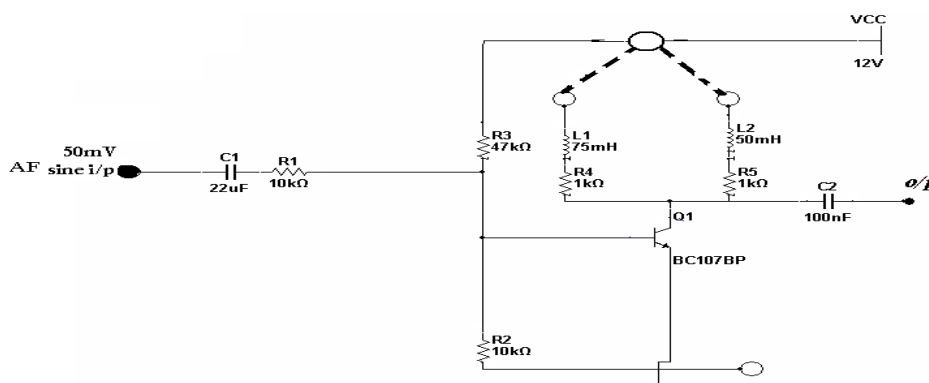 VCC
12V
L1
75mH
L2
50mH
R3
47kΩ
50mV
AF sine i/p
C1
22uF
R1
10kΩ
R4
1kΩ
R5
1kΩ
C2
100nF
o/p
Q1
BC107BP
R2
10kΩ